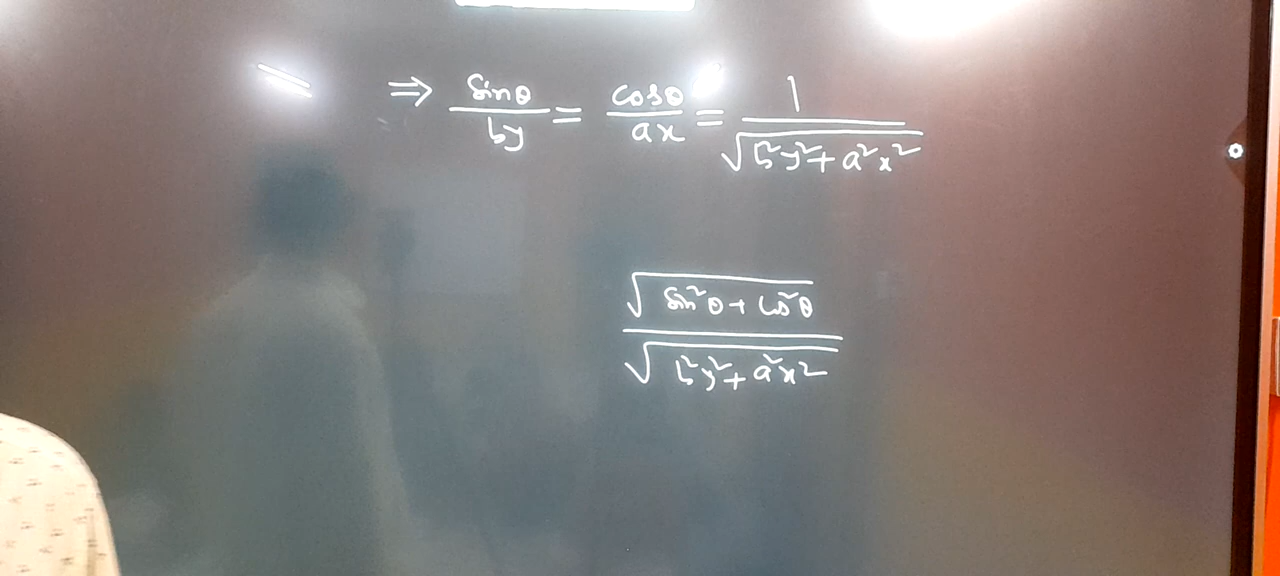 ⇒ sinθ/by = cosθ/ax = 1/√(b²y² + a²x²)
√(sin²θ + cos²θ)/√(b²y² + a²x²)